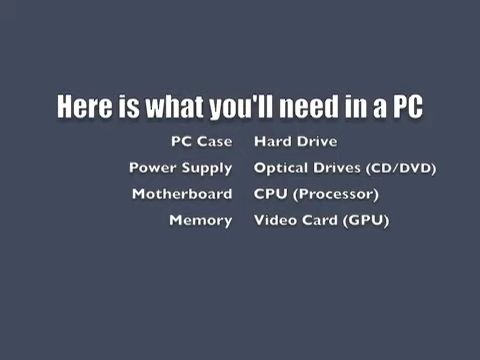 Here is what you'll need in a PC
PC Case Hard Drive
Power Supply Optical Drives (CD/DVD)
Motherboard CPU (Processor)
Memory Video Card (GPU)